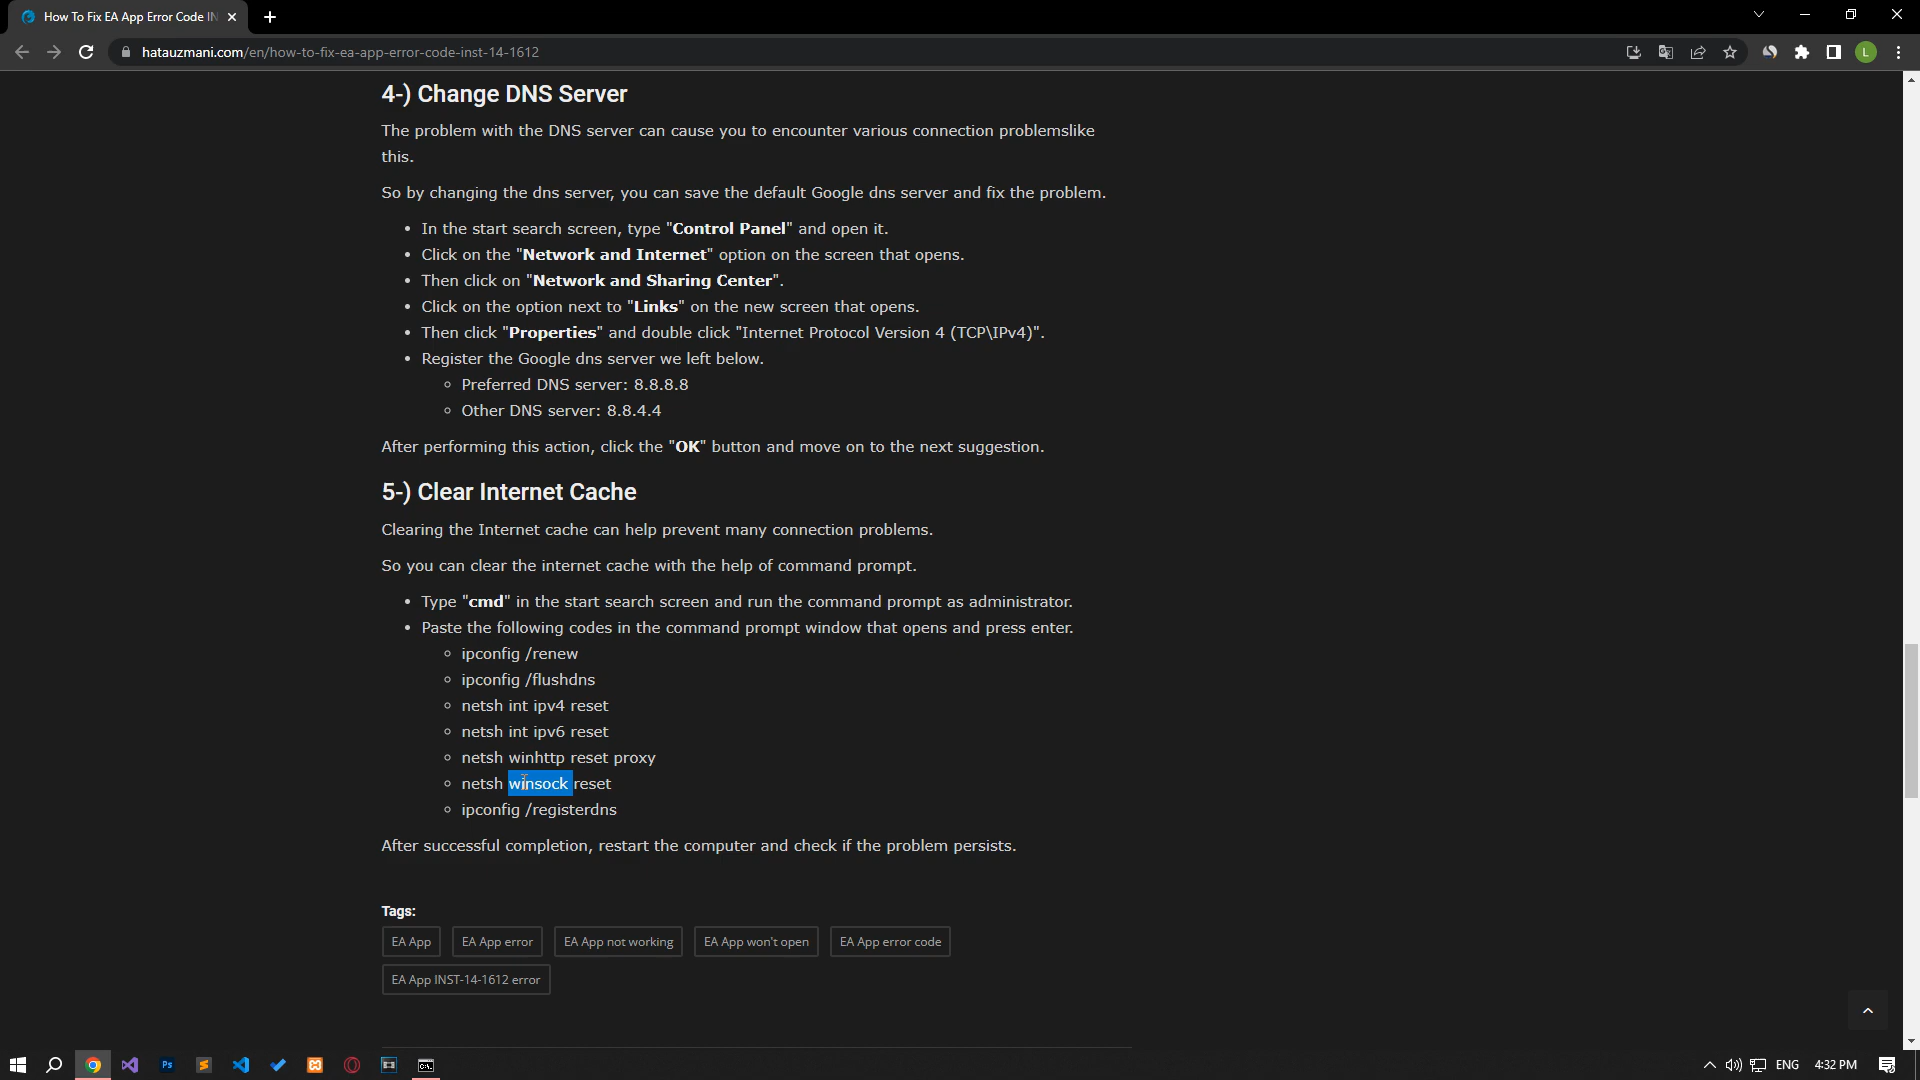 How To Fix EA App Error Code IN
hatauzmani.com/en/how-to-fix-ea-app-error-code-inst-14-1612
L
4-) Change DNS Server
The problem with the DNS server can cause you to encounter various connection problemslike
this.
So by changing the dns server, you can save the default Google dns server and fix the problem.
In the start search screen, type "Control Panel" and open it.
Click on the "Network and Internet" option on the screen that opens.
Then click on "Network and Sharing Center".
Click on the option next to "Links" on the new screen that opens.
Then click "Properties" and double click "Internet Protocol Version 4 (TCP\IPv4)".
Register the Google dns server we left below.
Preferred DNS server: 8.8.8.8
Other DNS server: 8.8.4.4
After performing this action, click the "OK" button and move on to the next suggestion.
5-) Clear Internet Cache
Clearing the Internet cache can help prevent many connection problems.
So you can clear the internet cache with the help of command prompt.
Type "cmd" in the start search screen and run the command prompt as administrator.
Paste the following codes in the command prompt window that opens and press enter.
ipconfig /renew
ipconfig /flushdns
netsh int ipv4 reset
netsh int ipv6 reset
netsh winhttp reset proxy
netsh winsock reset
ipconfig /registerdns
After successful completion, restart the computer and check if the problem persists.
Tags:
EA App EA App error EA App not working EA App won't open EA App error code
EA App INST-14-1612 error
Ps ENG 4:32 PM